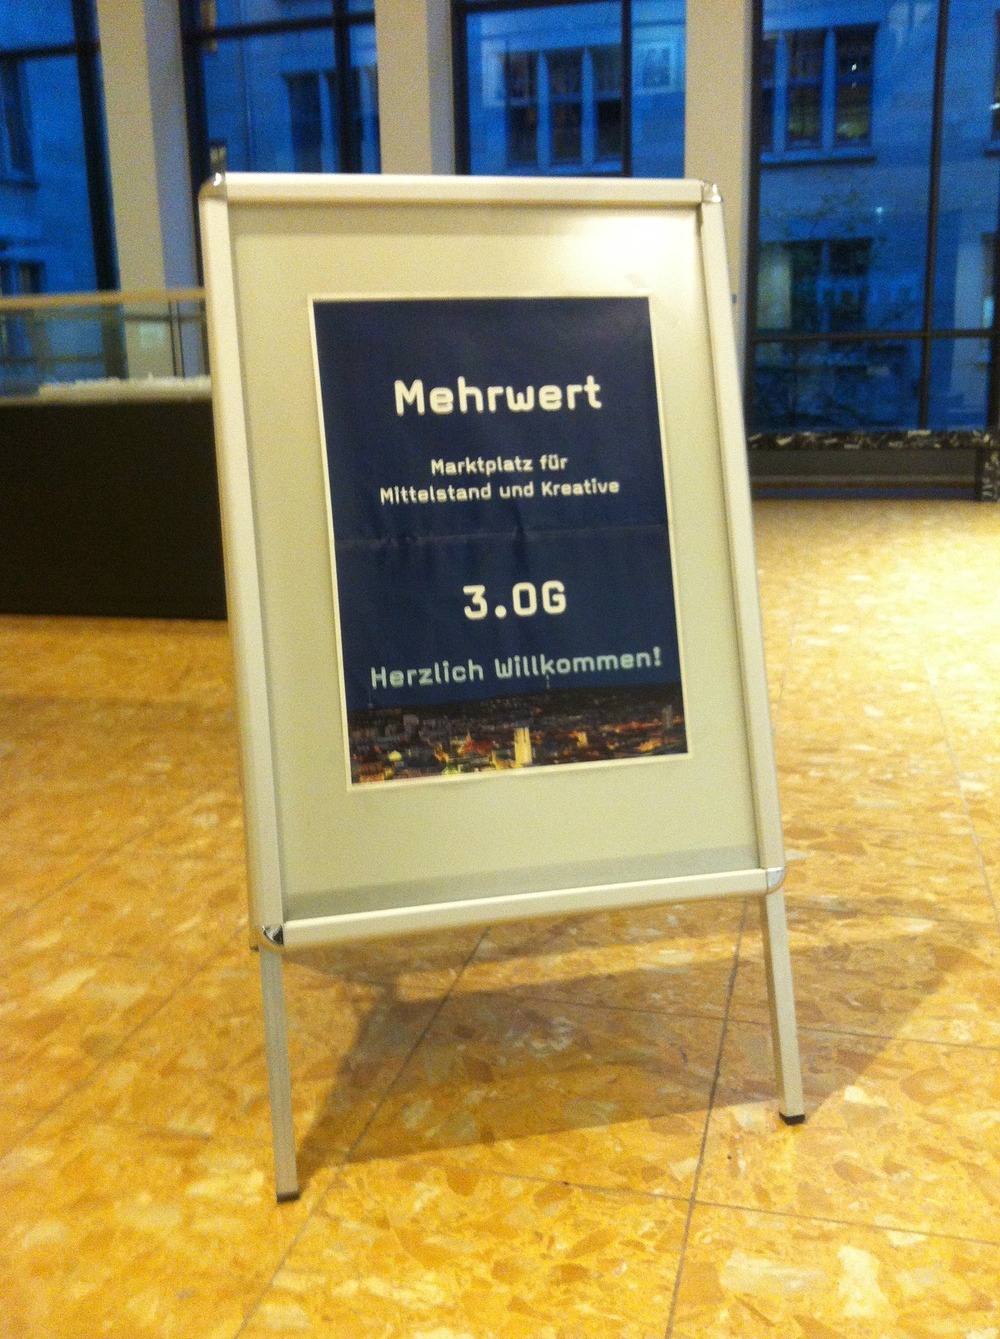 Mehrwert
Marktplatz für
Mittelstand und Kreative
3.OG
Herzlich Willkommen!